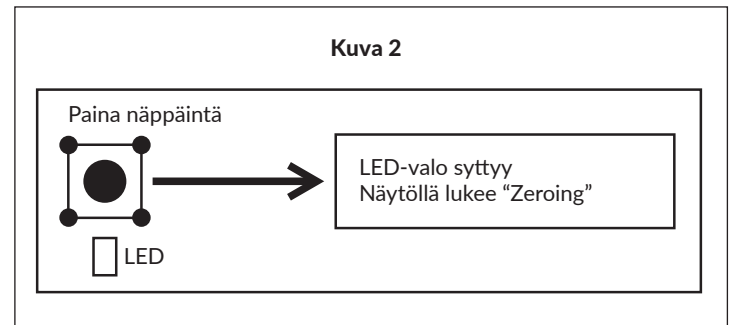 Kuva 2
Paina näppäintä
LED-valo syttyy
Näytöllä lukee “Zeroing”
LED